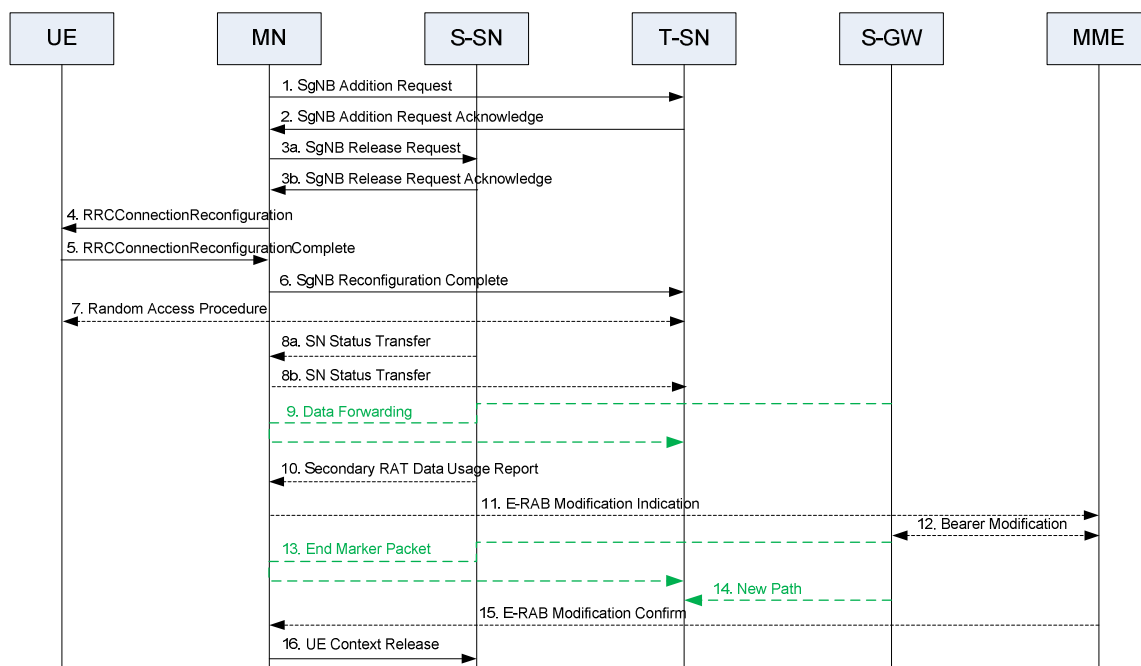 UE MN S-SN T-SN S-GW MME
1. SgNB Addition Request
2. SgNB Addition Request Acknowledge
3a. SgNB Release Request
3b. SgNB Release Request Acknowledge
4. RRCConnectionReconfiguration
5. RRCConnectionReconfigurationComplete
6. SgNB Reconfiguration Complete
7. Random Access Procedure
8a. SN Status Transfer
8b. SN Status Transfer
9. Data Forwarding
10. Secondary RAT Data Usage Report
11. E-RAB Modification Indication
12. Bearer Modification
13. End Marker Packet
14. New Path
15. E-RAB Modification Confirm
16. UE Context Release